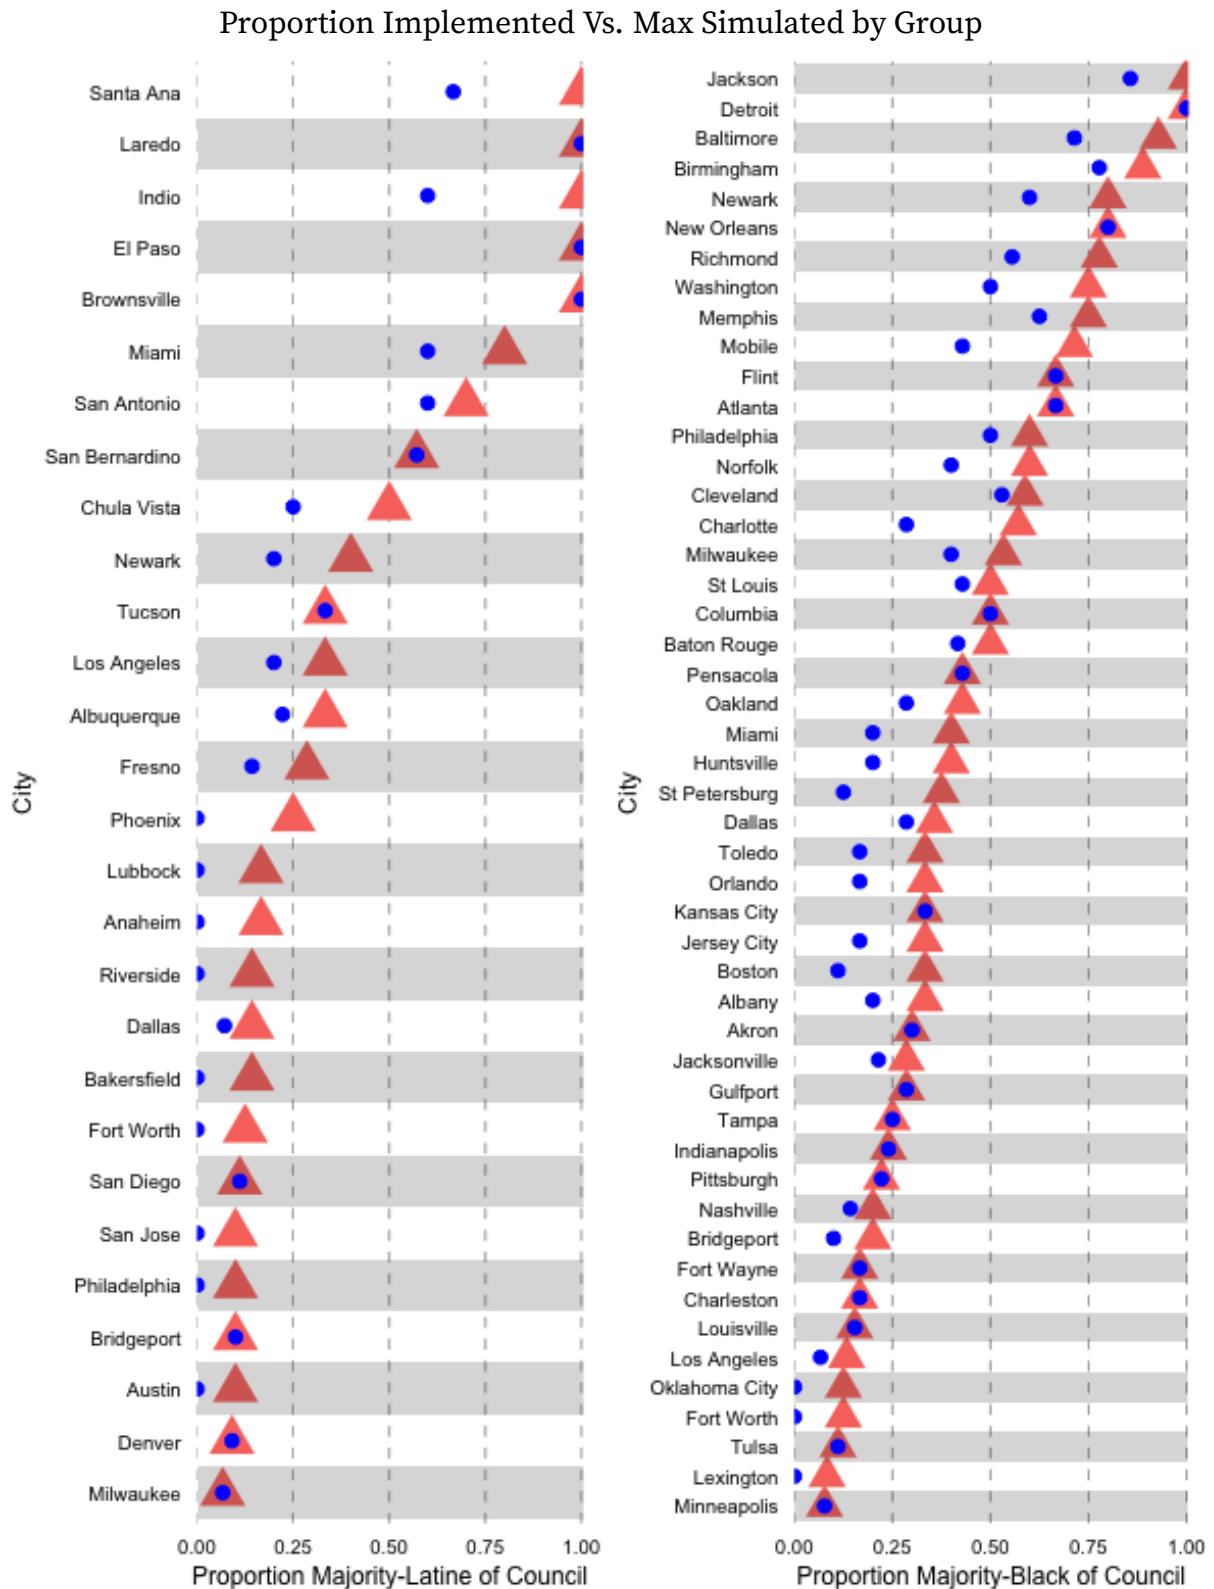 Proportion Implemented Vs. Max Simulated by Group
Santa Ana
Laredo
Indio
El Paso
Brownsville
Miami
San Antonio
San Bernardino
Chula Vista
Newark
Tucson
Los Angeles
Albuquerque
Fresno
Phoenix
Lubbock
Anaheim
Riverside
Dallas
Bakersfield
Fort Worth
San Diego
San Jose
Philadelphia
Bridgeport
Austin
Denver
Milwaukee
City
0.00 0.25 0.50 0.75 1.00
Proportion Majority-Latine of Council
Jackson
Detroit
Baltimore
Birmingham
Newark
New Orleans
Richmond
Washington
Memphis
Mobile
Flint
Atlanta
Philadelphia
Norfolk
Cleveland
Charlotte
Milwaukee
St Louis
Columbia
Baton Rouge
Pensacola
Oakland
Miami
Huntsville
St Petersburg
Dallas
Toledo
Orlando
Kansas City
Jersey City
Boston
Albany
Akron
Jacksonville
Gulfport
Tampa
Indianapolis
Pittsburgh
Nashville
Bridgeport
Fort Wayne
Charleston
Louisville
Los Angeles
Oklahoma City
Fort Worth
Tulsa
Lexington
Minneapolis
City
0.00 0.25 0.50 0.75 1.00
Proportion Majority-Black of Council